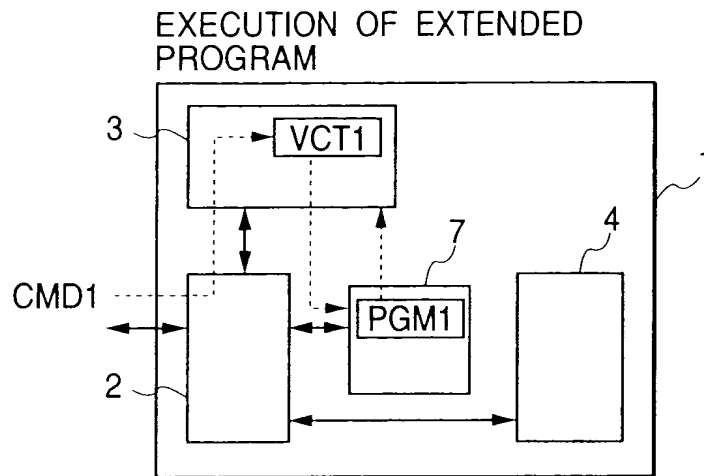 EXECUTION OF EXTENDED
PROGRAM
3
VCT1
1
7
4
CMD1
PGM1
2